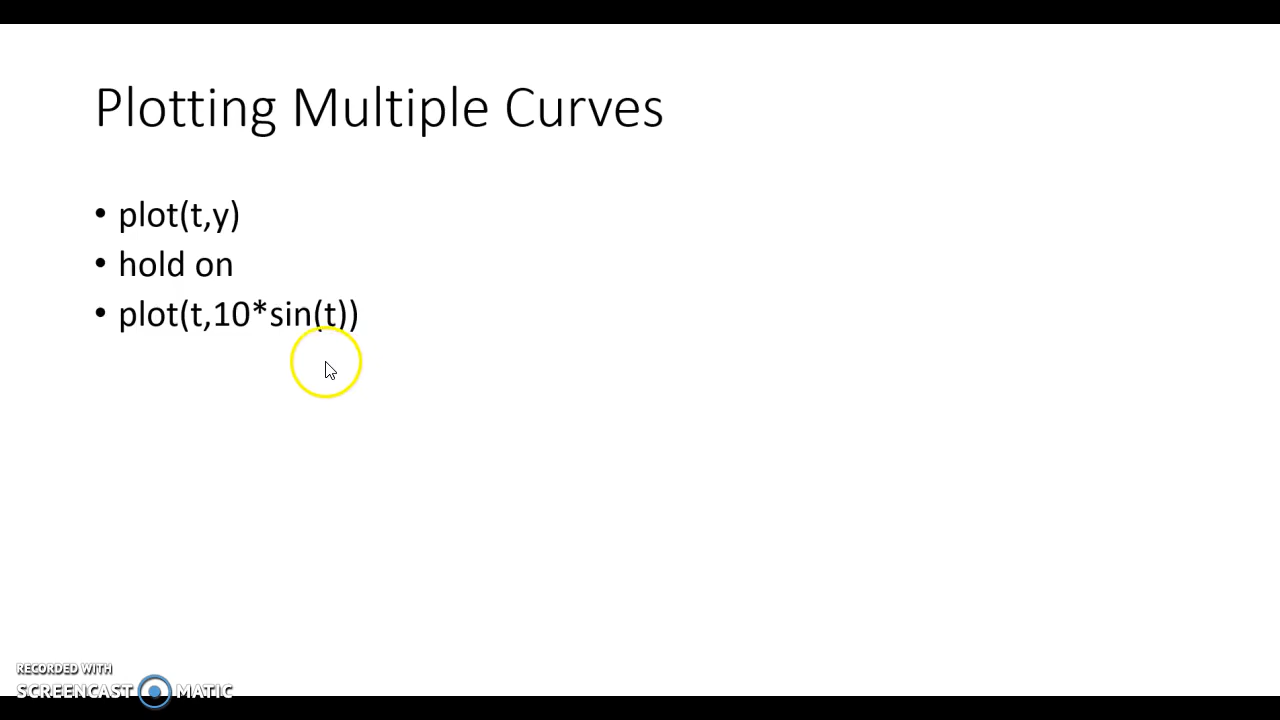 Plotting Multiple Curves
• plot(t,y)
• hold on
• plot(t,10*sin(t))
RECORDED WITH
SCREENCAST MATIC